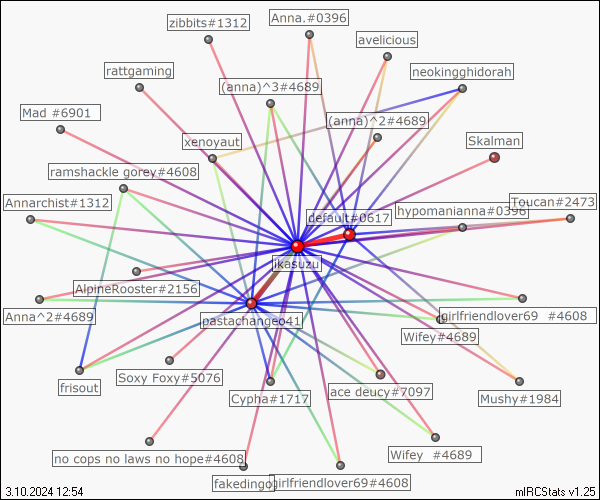 zibbits#1312
Anna.#0396
avelicious
rattgaming
neokingghidorah
(anna)^3#4689
Mad #6901
(anna)^2#4689
xenoyaut
Skalman
ramshackle gorey#4608
Annarchist#1312
Toucan#2473
hypomanianna#0396
default#0617
ikasuzu
Alpinerooster#2156
Anna^2#4689
pastachangeo41
girlfriendlover69 #4608
Wifey#4689
frisout
Soxy Foxy#5076
Cypha#1717
ace deucy#7097
Mushy#1984
no cops no laws no hope#4608
Wifey #4689
fakedingo
girlfriendlover69#4608
3.10.2024 12:54
mIRCStats v1.25